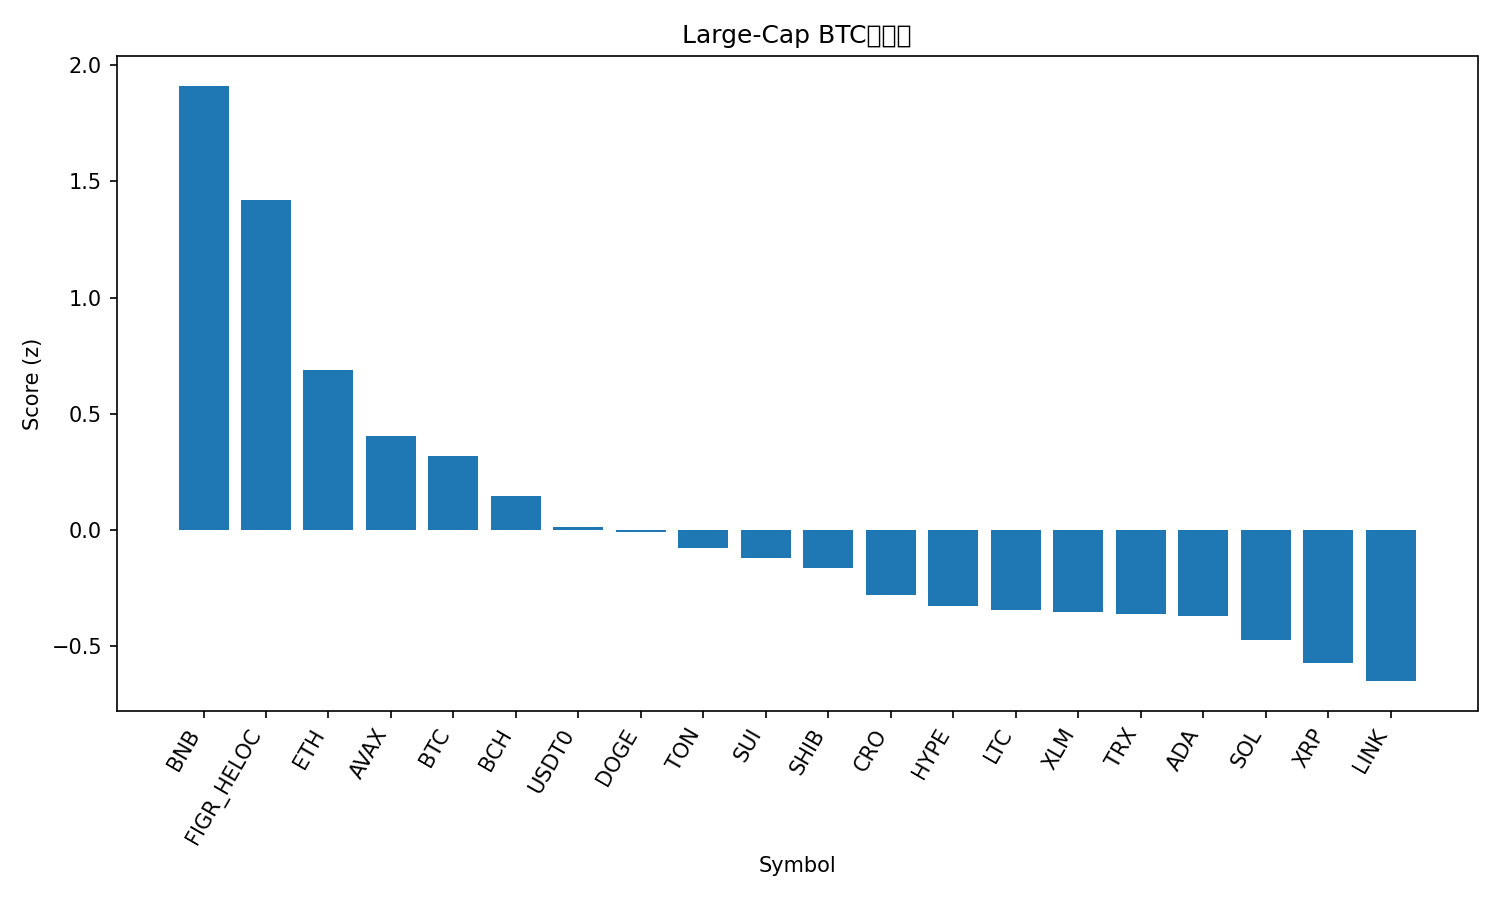 Large-Cap BTC
2.0
1.5
1.0
0.5
0.0
−0.5
Score (z)
BNB
FIGR_HELOC
ETH
AVAX
BTC
BCH
USDT0
DOGE
TON
SUI
SHIB
CRO
HYPE
LTC
XLM
TRX
ADA
SOL
XRP
LINK
Symbol